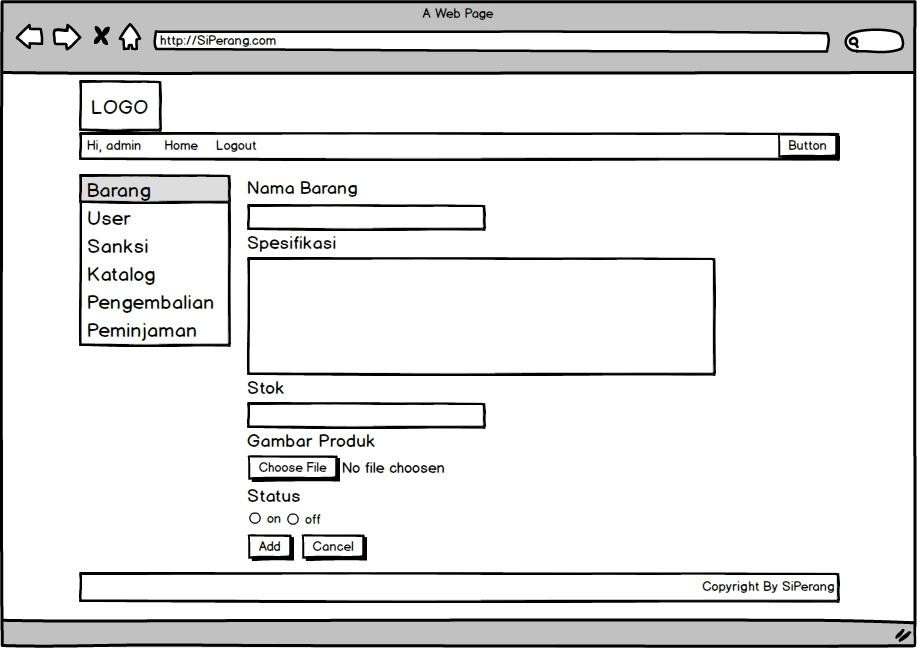 A Web Page
http://SiPerang.com
LOGO
Hi, admin Home Logout Button
Barang
User
Sanksi
Katalog
Pengembalian
Peminjaman
Nama Barang
Spesifikasi
Stok
Gambar Produk
Choose File No file choosen
Status
on off
Add Cancel
Copyright By SiPerang